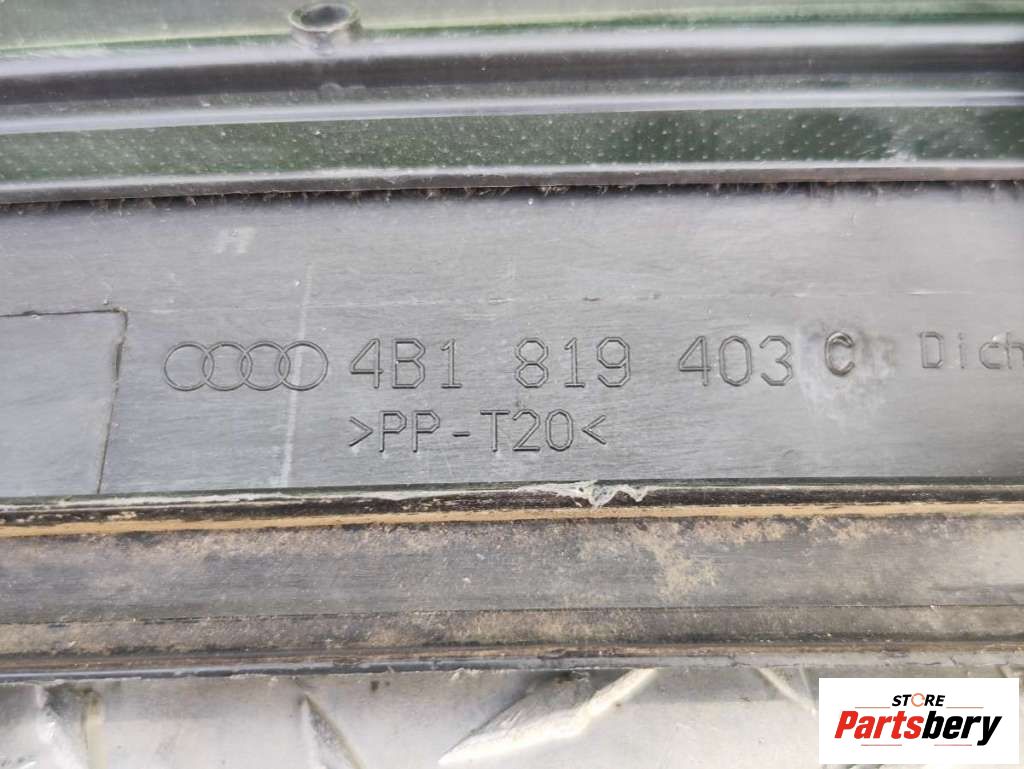 4B1 819 403 C Dich
>PP-T20<
STORE
Partsbery